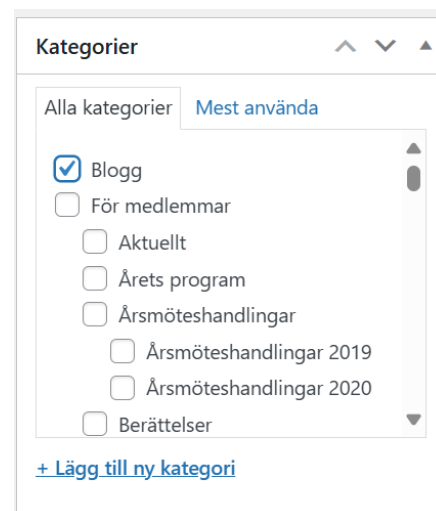 Kategorier
Alla kategorier Mest använda
Blogg
För medlemmar
Aktuellt
Årets program
Årsmöteshandlingar
Årsmöteshandlingar 2019
Årsmöteshandlingar 2020
Berättelser
+ Lägg till ny kategori